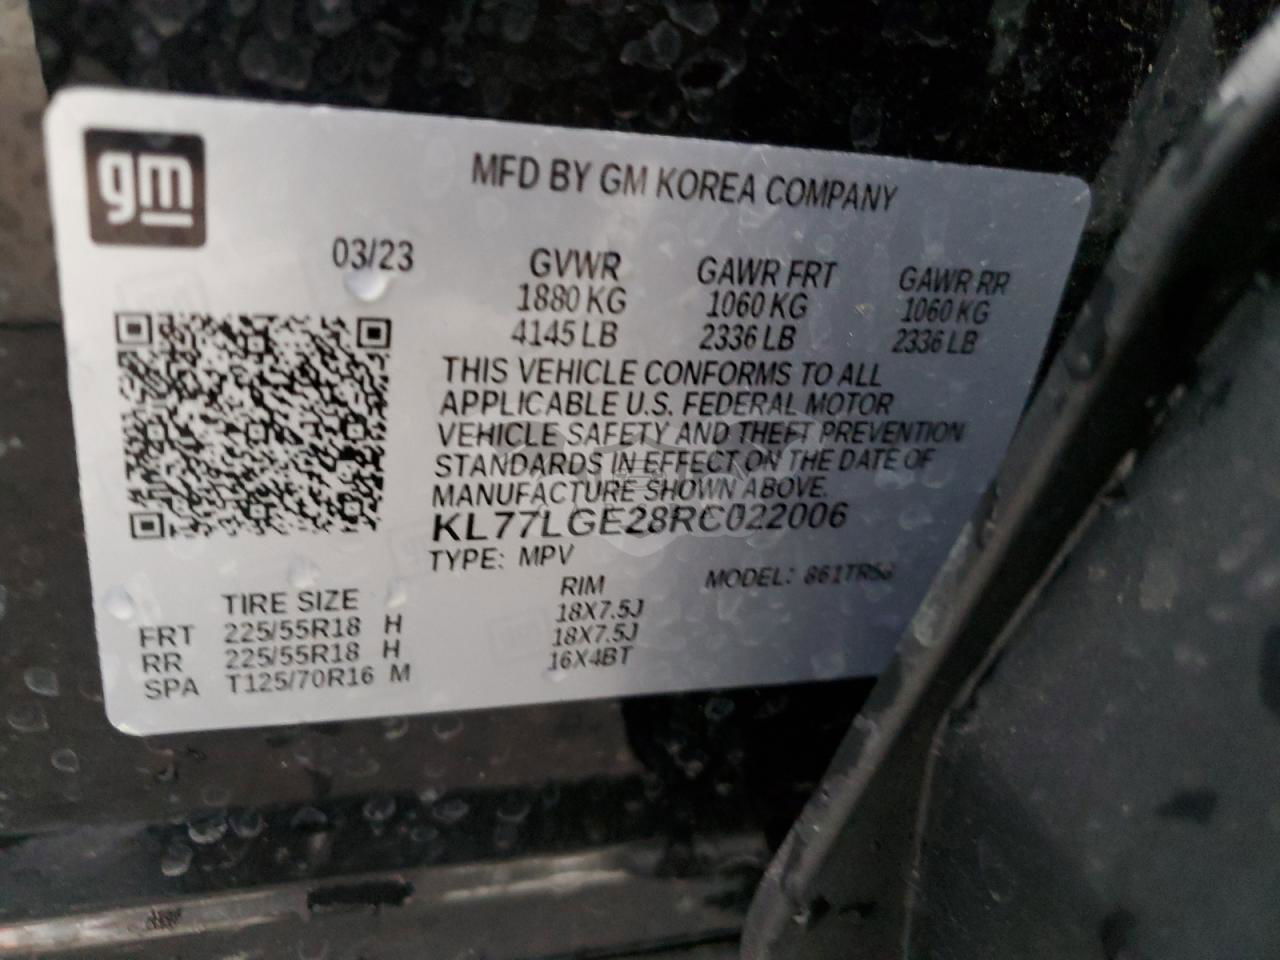 gm
MFD BY GM KOREA COMPANY
03/23 GVWR GAWR FRT GAWR RR
1880 KG 1060 KG 1060 KG
4145 LB 2336 LB 2336 LB
THIS VEHICLE CONFORMS TO ALL
APPLICABLE U.S. FEDERAL MOTOR
VEHICLE SAFETY AND THEFT PREVENTION
STANDARDS IN EFFECT ON THE DATE OF
MANUFACTURE SHOWN ABOVE.
KL77LGE28RC022006
TYPE: MPV MODEL:
TIRE SIZE RIM
FRT 225/55R18 H 18X7.5J
RR 225/55R18 H 18X7.5J
SPA T125/70R16 M 16X4BT